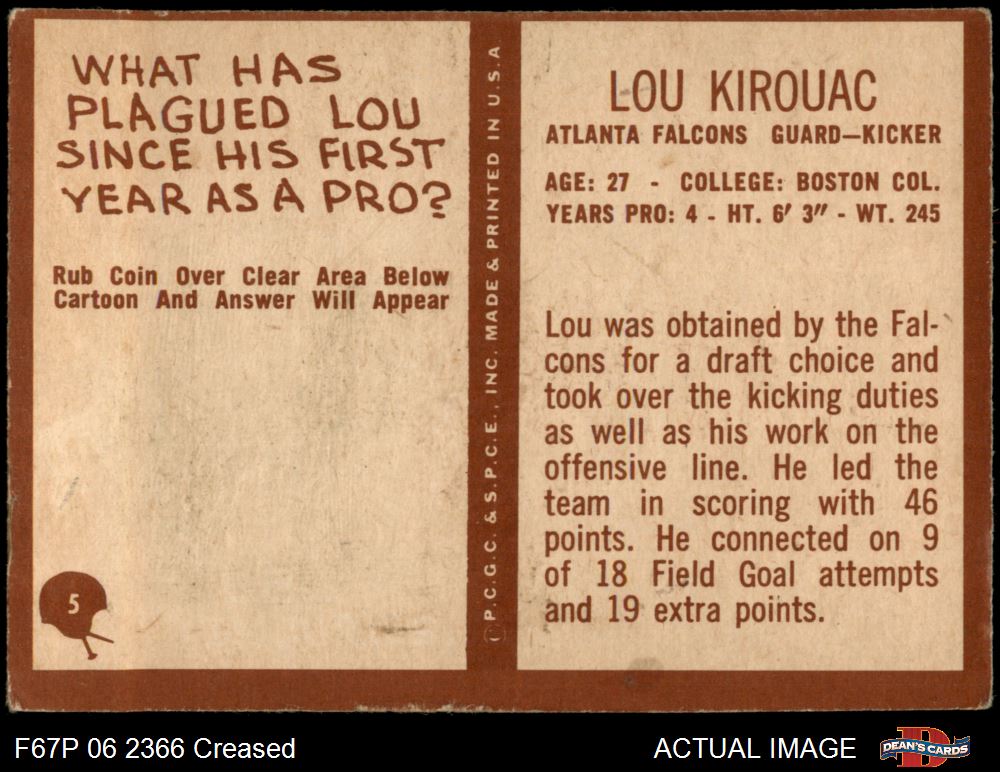 WHAT HAS
PLAGUED LOU
SINCE HIS FIRST
YEAR AS A PRO?
Rub Coin Over Clear Area Below
Cartoon And Answer Will Appear
5
©P.C.G.C. & S.P.C.E., INC. MADE & PRINTED IN U.S.A
LOU KIROUAC
ATLANTA FALCONS GUARD—KICKER
AGE: 27 - COLLEGE: BOSTON COL.
YEARS PRO: 4 - HT. 6' 3" - WT. 245
Lou was obtained by the Fal-
cons for a draft choice and
took over the kicking duties
as well as his work on the
offensive line. He led the
team in scoring with 46
points. He connected on 9
of 18 Field Goal attempts
and 19 extra points.
F67P 06 2366 Creased
ACTUAL IMAGE
DEAN'S CARDS